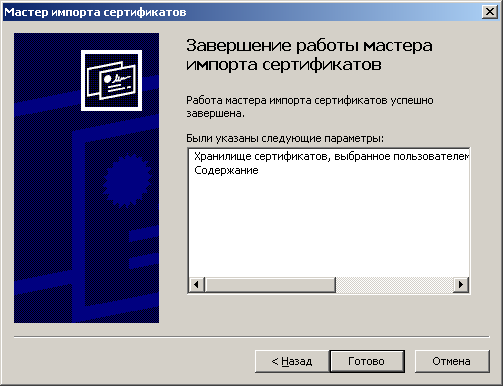 Мастер импорта сертификатов
Завершение работы мастера
импорта сертификатов
Работа мастера импорта сертификатов успешно
завершена.
Были указаны следующие параметры:
Хранилище сертификатов, выбранное пользователем
Содержание
< Назад
Готово
Отмена